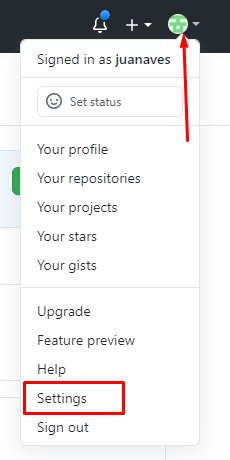 Signed in as juanaves
Set status
Your profile
Your repositories
Your projects
Your stars
Your gists
Upgrade
Feature preview
Help
Settings
Sign out